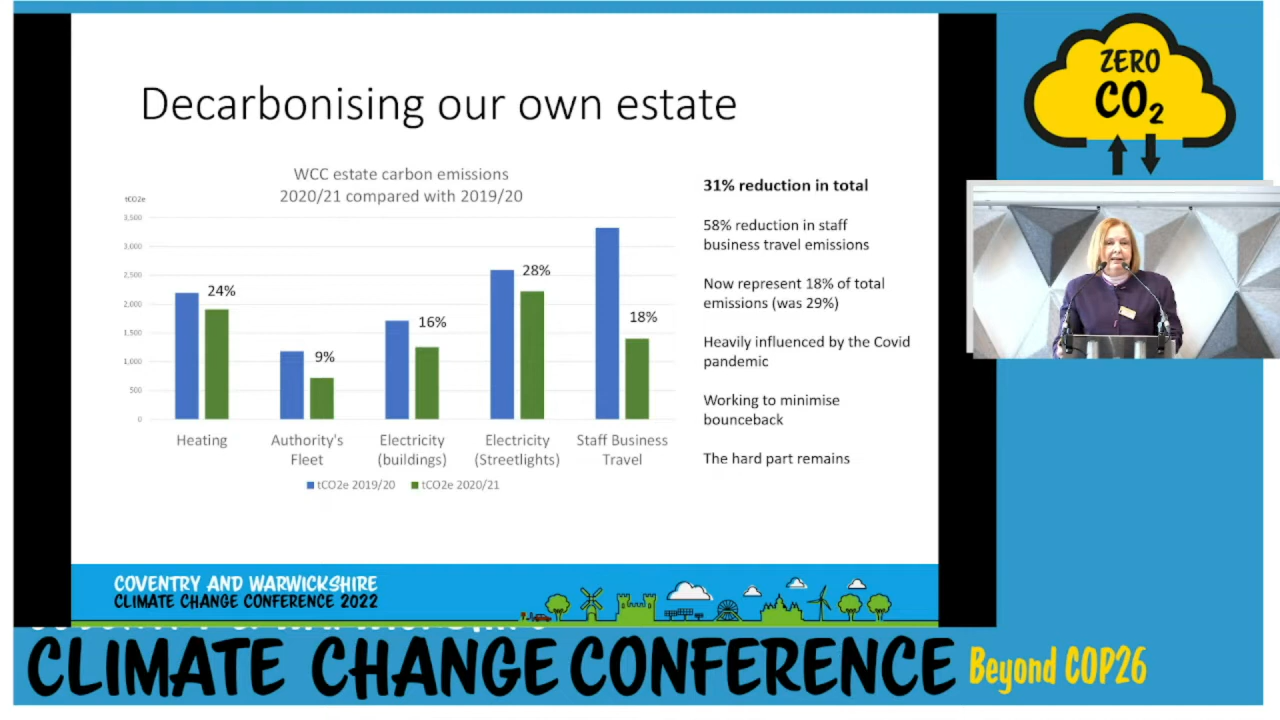 Decarbonising our own estate
WCC estate carbon emissions
2020/21 compared with 2019/20
tCO2e
3,500
3,000
2,500
2,000
1,500
1,000
500
0
24%
9%
16%
28%
18%
Heating
Authority's
Fleet
Electricity
(buildings)
Electricity
(Streetlights)
Staff Business
Travel
tCO2e 2019/20
tCO2e 2020/21
31% reduction in total
58% reduction in staff
business travel emissions
Now represent 18% of total
emissions (was 29%)
Heavily influenced by the Covid
pandemic
Working to minimise
bounceback
The hard part remains
COVENTRY AND WARWICKSHIRE
CLIMATE CHANGE CONFERENCE 2022
ZERO
CO₂
CLIMATE CHANGE CONFERENCE Beyond COP26